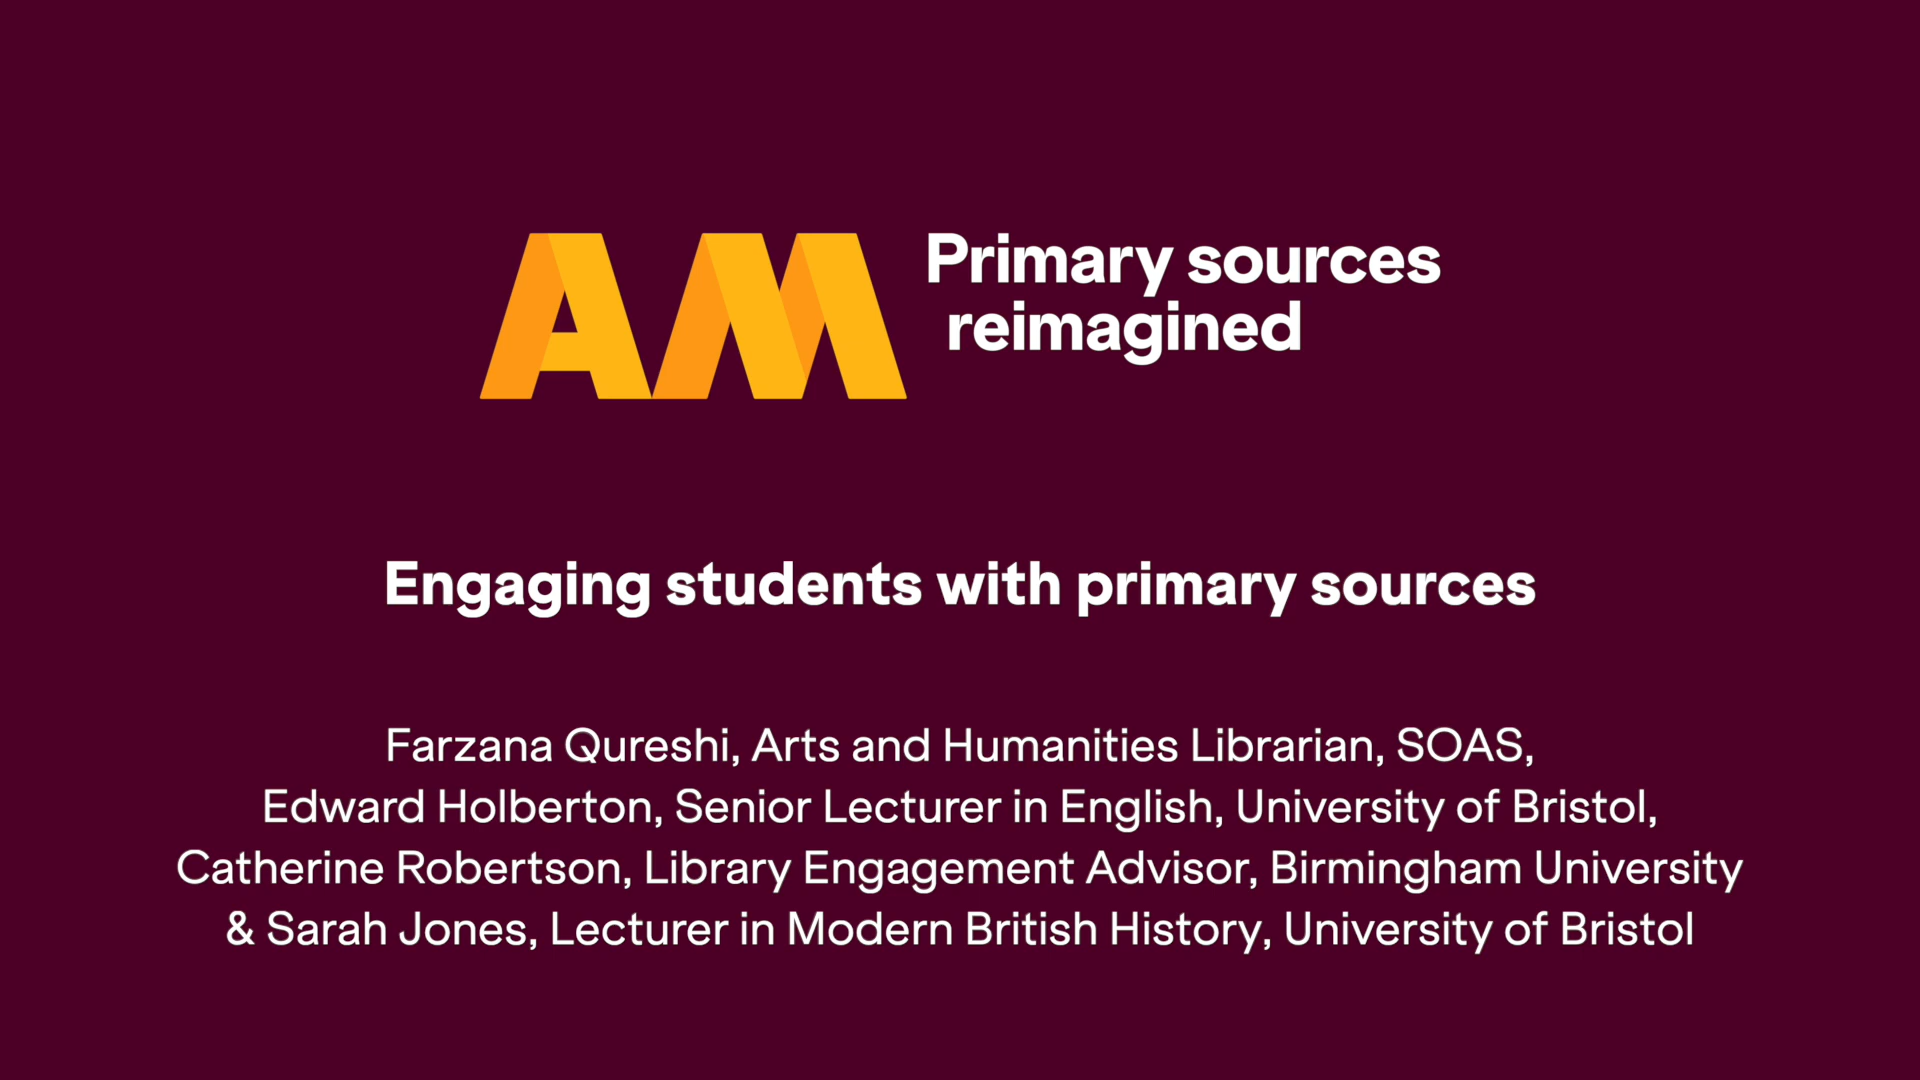 AM
Primary sources
reimagined
Engaging students with primary sources
Farzana Qureshi, Arts and Humanities Librarian, SOAS,
Edward Holberton, Senior Lecturer in English, University of Bristol,
Catherine Robertson, Library Engagement Advisor, Birmingham University
& Sarah Jones, Lecturer in Modern British History, University of Bristol